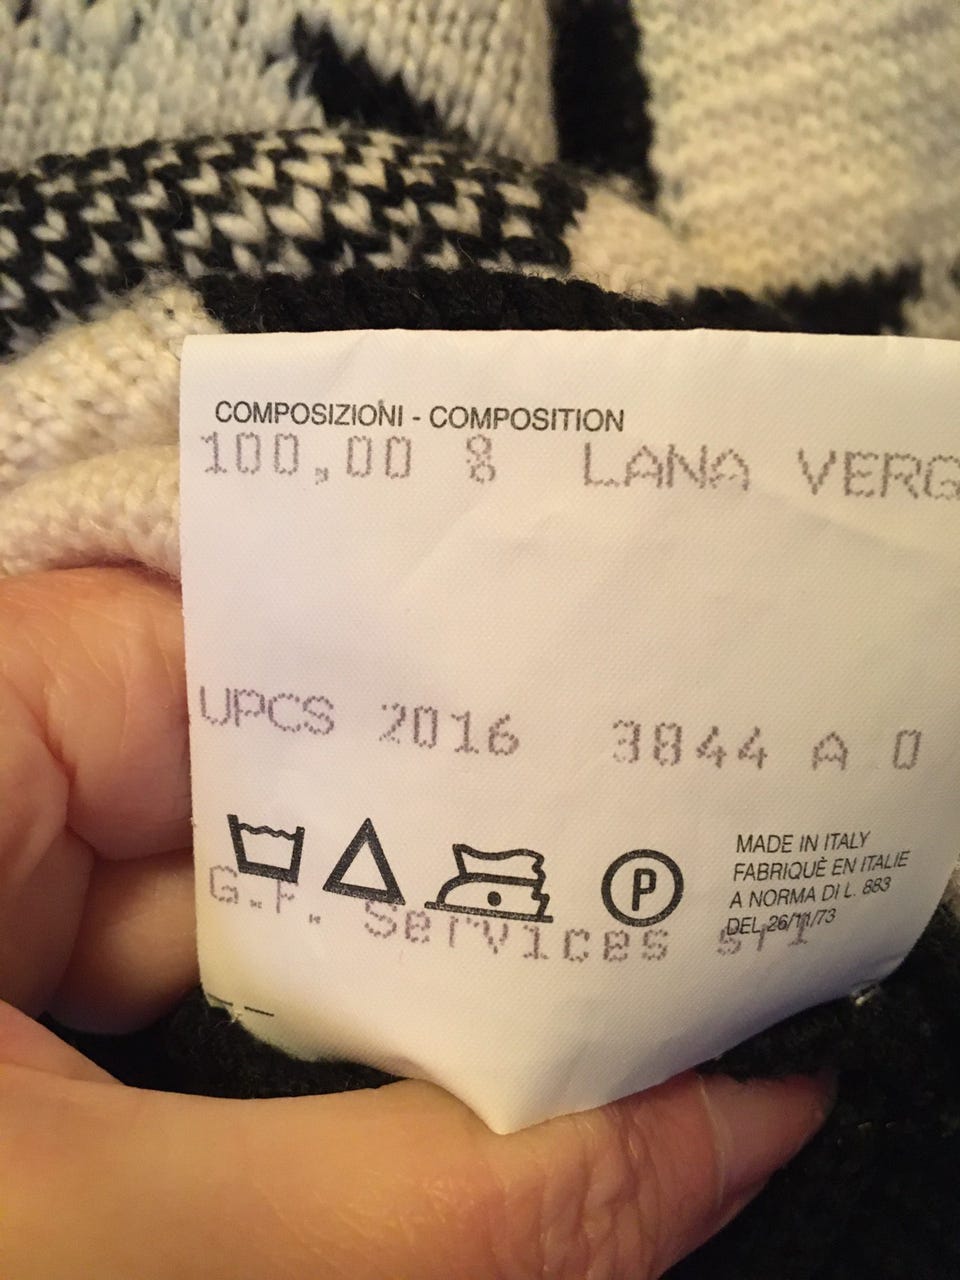 COMPOSIZIONI - COMPOSITION
100,00 % LANA VERG
UPCS 2016 3844 A 0
P
MADE IN ITALY
FABRIQUÈ EN ITALIE
A NORMA DI L. 883
DEL 26/11/73
G.F. Services srl